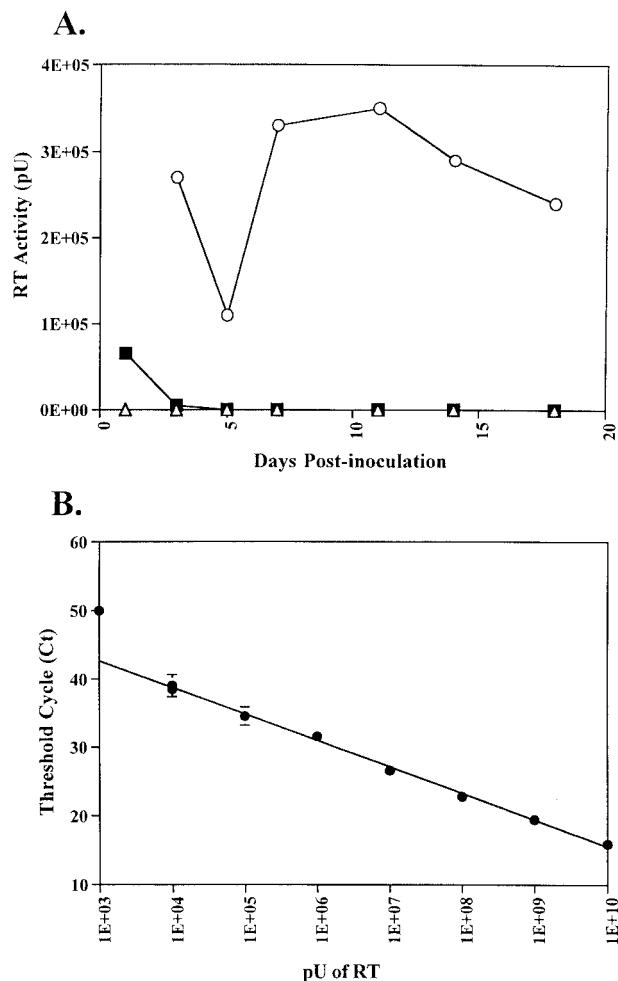 A.
4E+05
3E+05
2E+05
1E+05
0E+00
RT Activity (pU)
0
5
10
15
20
Days Post-inoculation
B.
60
50
40
30
20
10
Threshold Cycle (Ct)
1E+03
1E+04
1E+05
1E+06
1E+07
1E+08
1E+09
1E+10
pU of RT